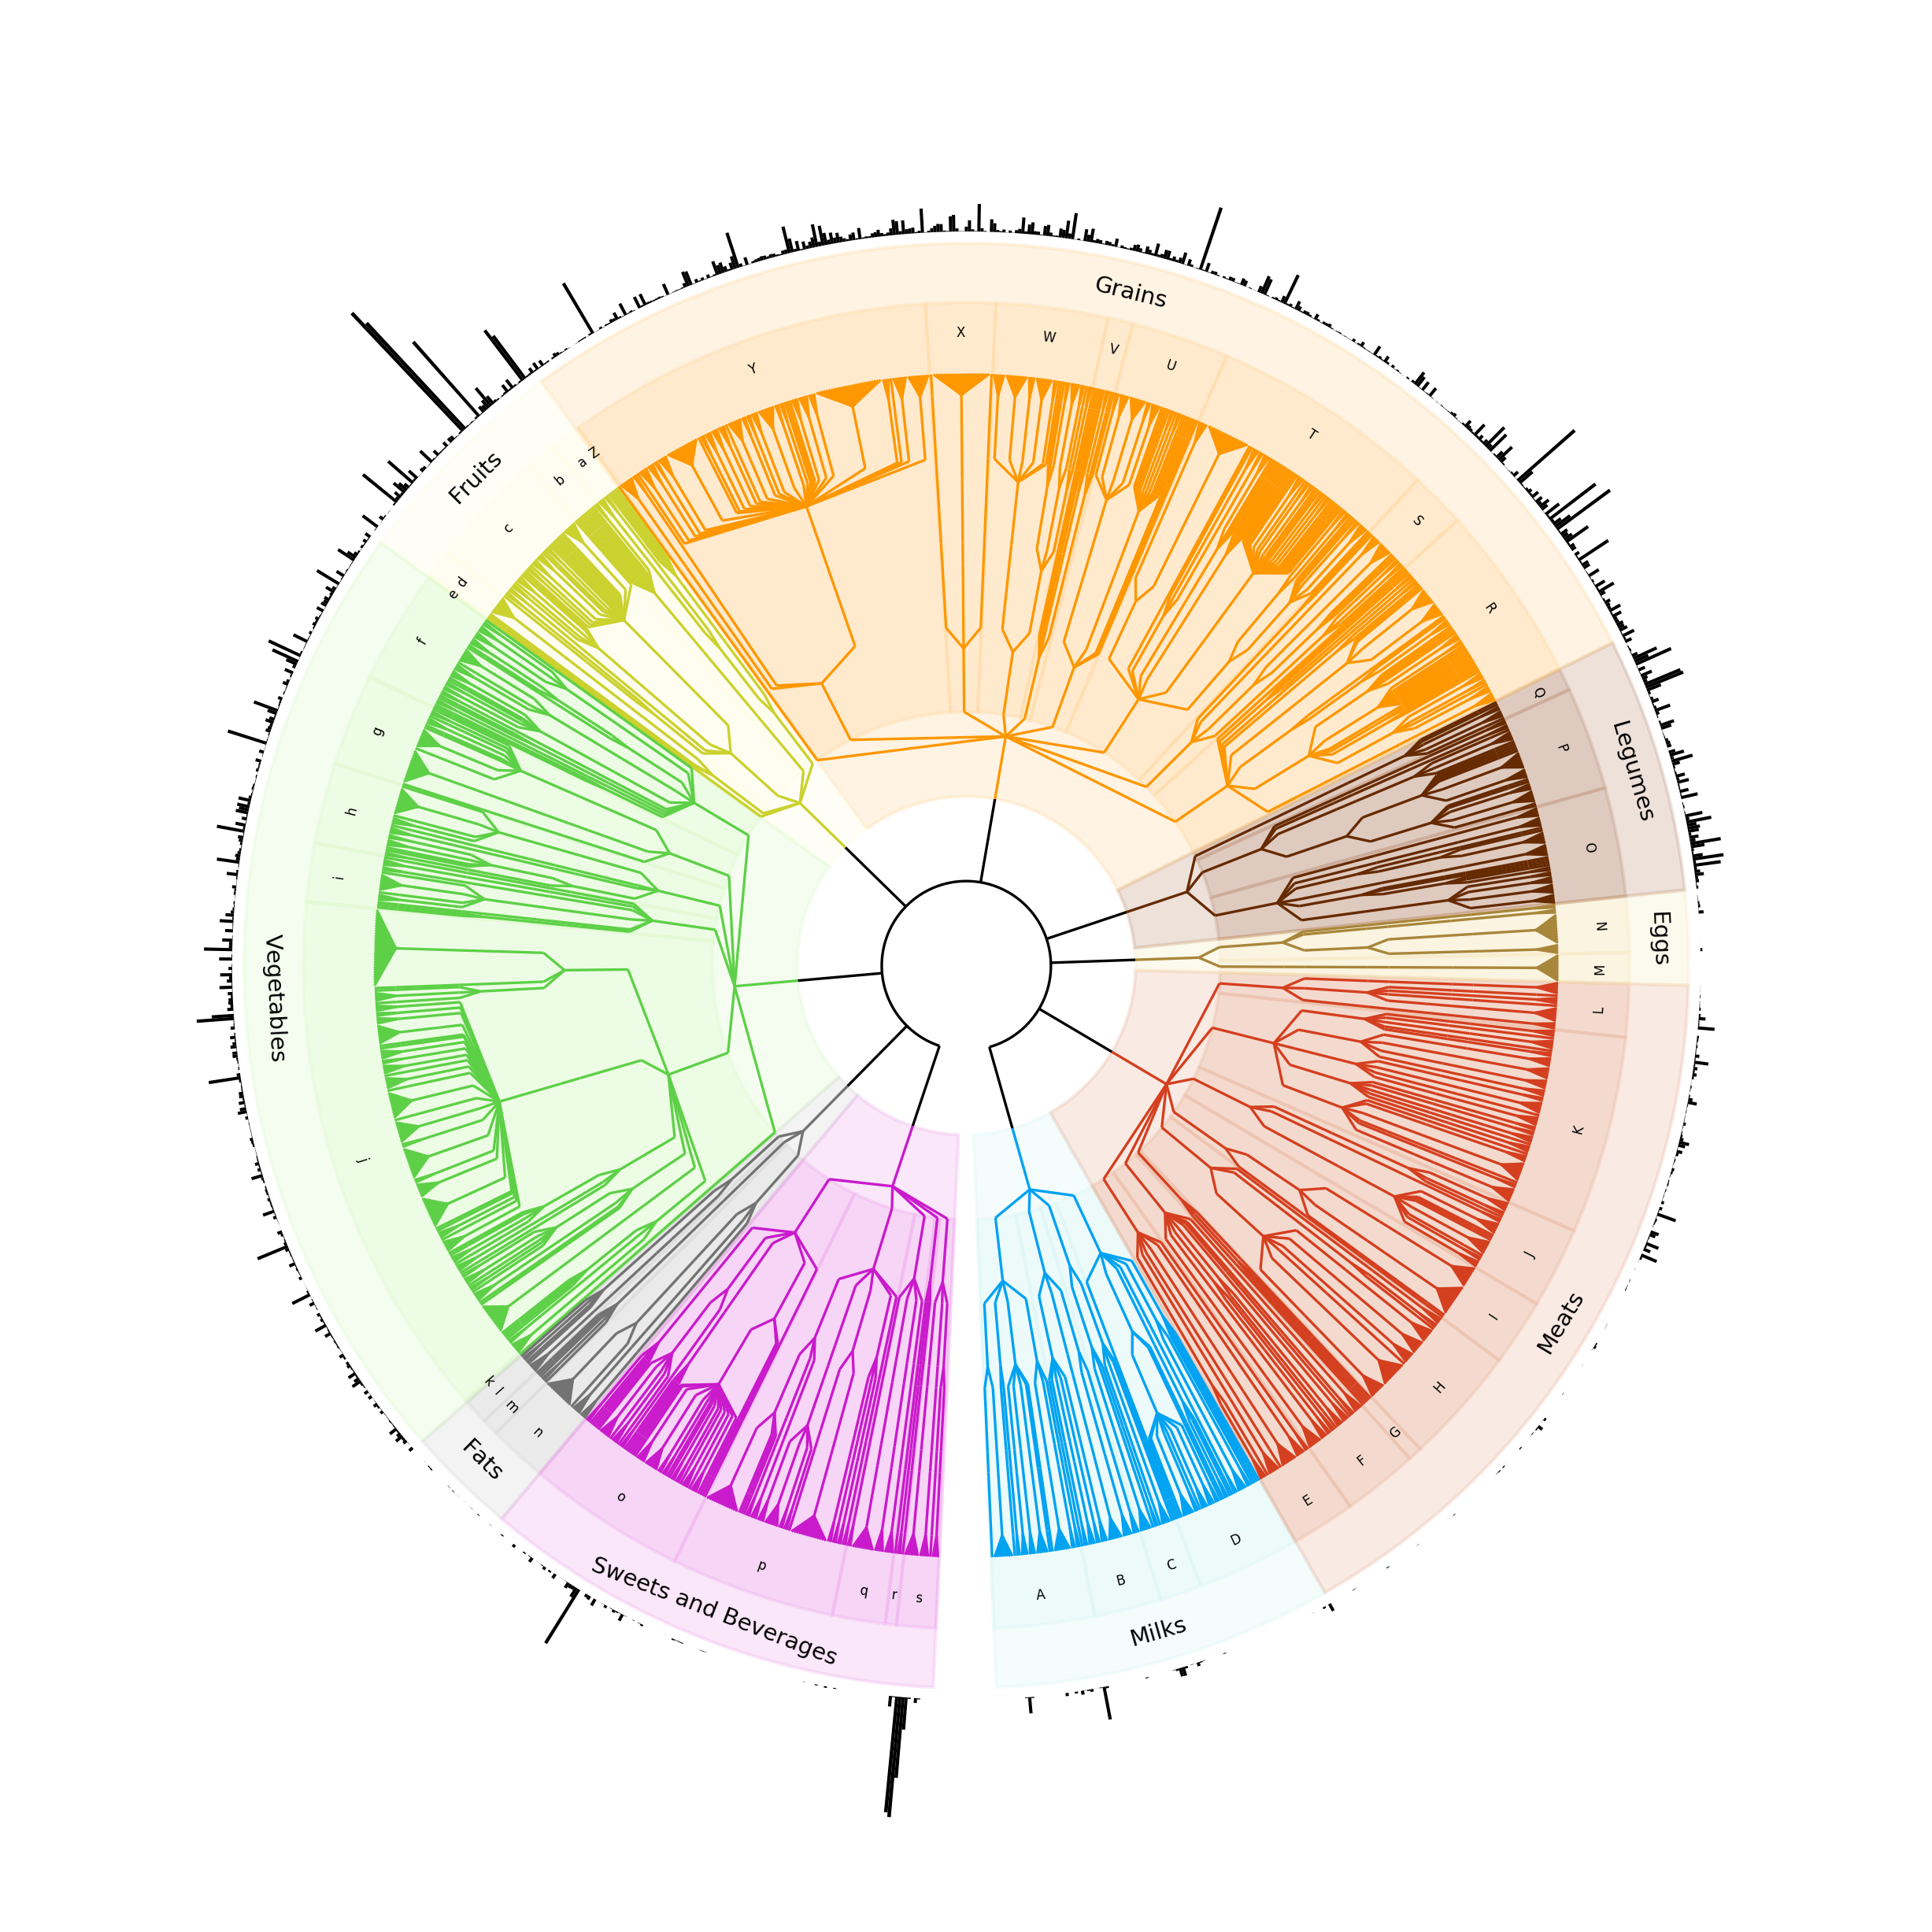 Grains
X
W
V
U
Y
T
S
R
Z
a
b
c
d
e
Fruits
Q
P
O
Legumes
f
g
h
i
j
Vegetables
N
M
Eggs
L
K
J
I
H
G
F
E
Meats
k
l
m
n
Fats
o
p
q
r
s
Sweets and Beverages
A
B
C
D
Milks